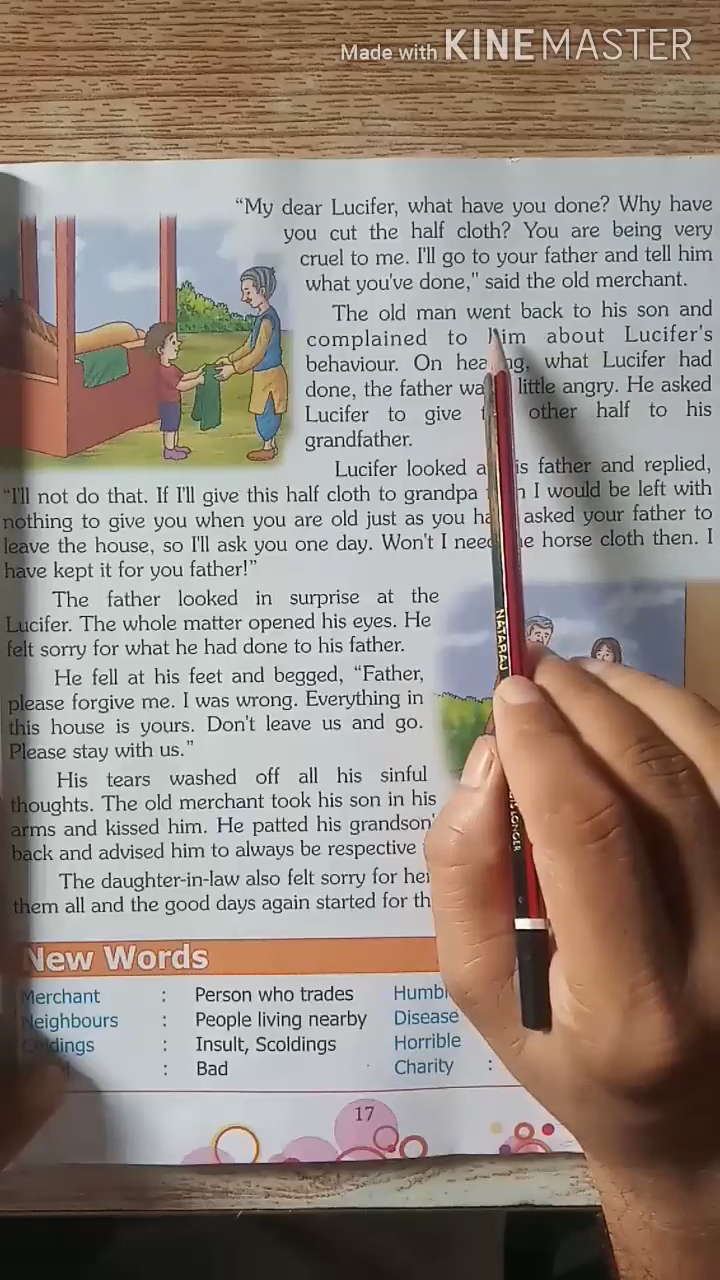 Made with KINEMASTER
"My dear Lucifer, what have you done? Why have
you cut the half cloth? You are being very
cruel to me. I'll go to your father and tell him
what you've done," said the old merchant.
The old man went back to his son and
complained to him about Lucifer's
behaviour. On hearing, what Lucifer had
done, the father was little angry. He asked
Lucifer to give other half to his
grandfather.
Lucifer looked his father and replied,
"I'll not do that. If I'll give this half cloth to grandpa I would be left with
nothing to give you when you are old just as you asked your father to
leave the house, so I'll ask you one day. Won't I need horse cloth then. I
have kept it for you father!"
The father looked in surprise at the
Lucifer. The whole matter opened his eyes. He
felt sorry for what he had done to his father.
He fell at his feet and begged, "Father,
please forgive me. I was wrong. Everything in
this house is yours. Don't leave us and go.
Please stay with us."
His tears washed off all his sinful
thoughts. The old merchant took his son in his
arms and kissed him. He patted his grandson'
back and advised him to always be respective
The daughter-in-law also felt sorry for
them all and the good days again started for
New Words
Merchant : Person who trades Humbl
Neighbours : People living nearby Disease
: Insult, Scoldings Horrible
: Bad Charity :
17
NATARAJ